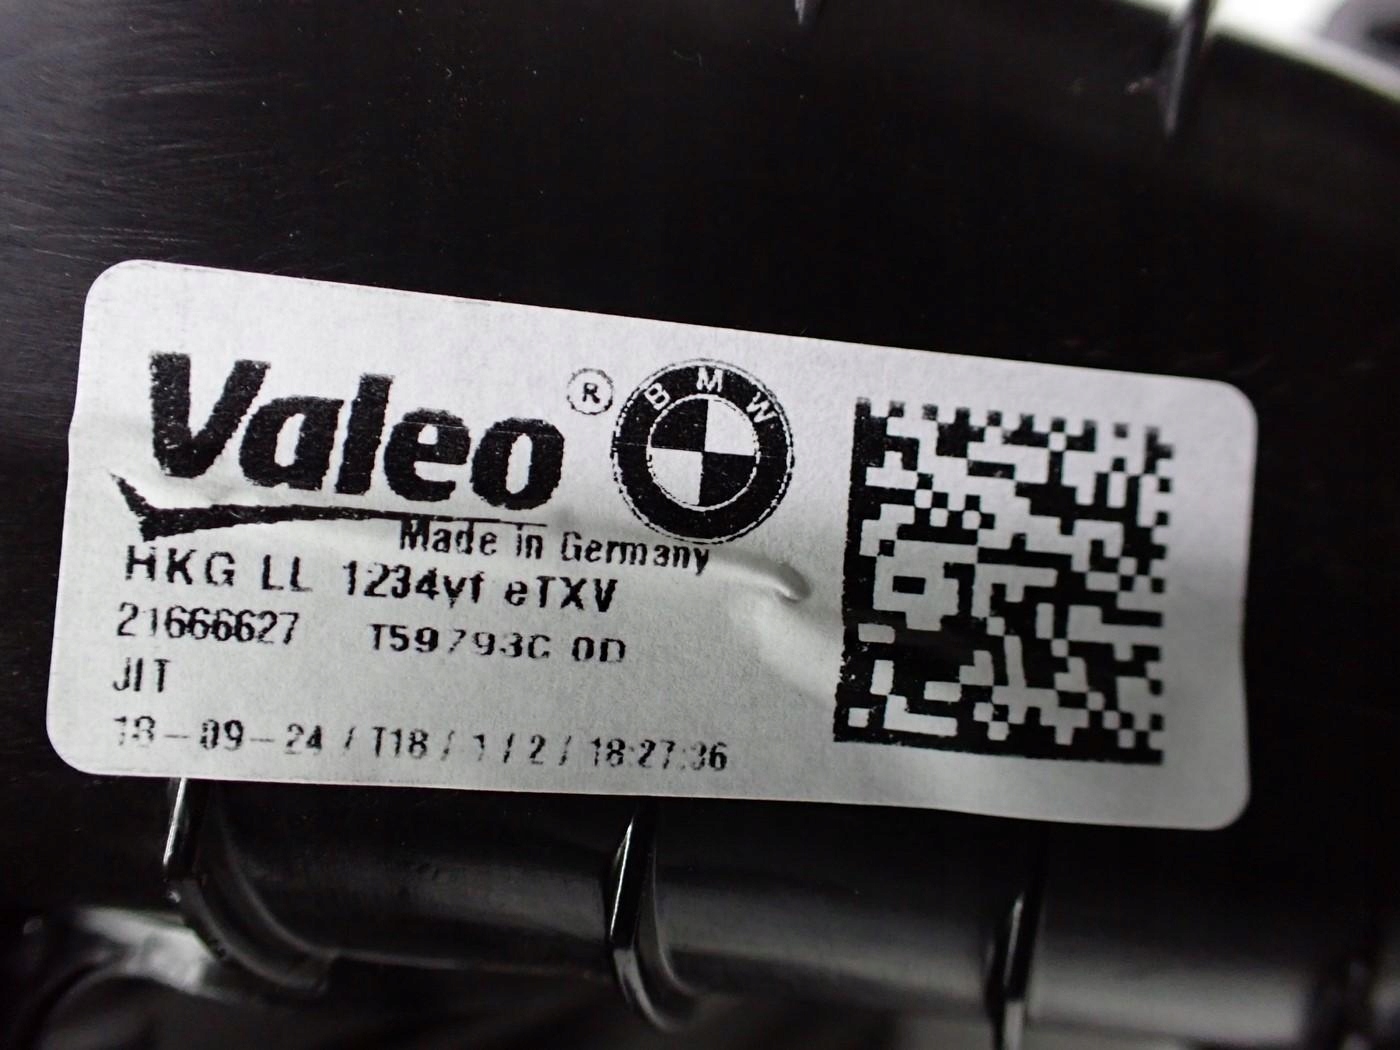 Valeo ® BMW
Made in Germany
HKG LL 1234vf eTXV
21666627 T59793C 0D
JIT
18-09-24 / T18 / 1 / 2 / 18:27:36